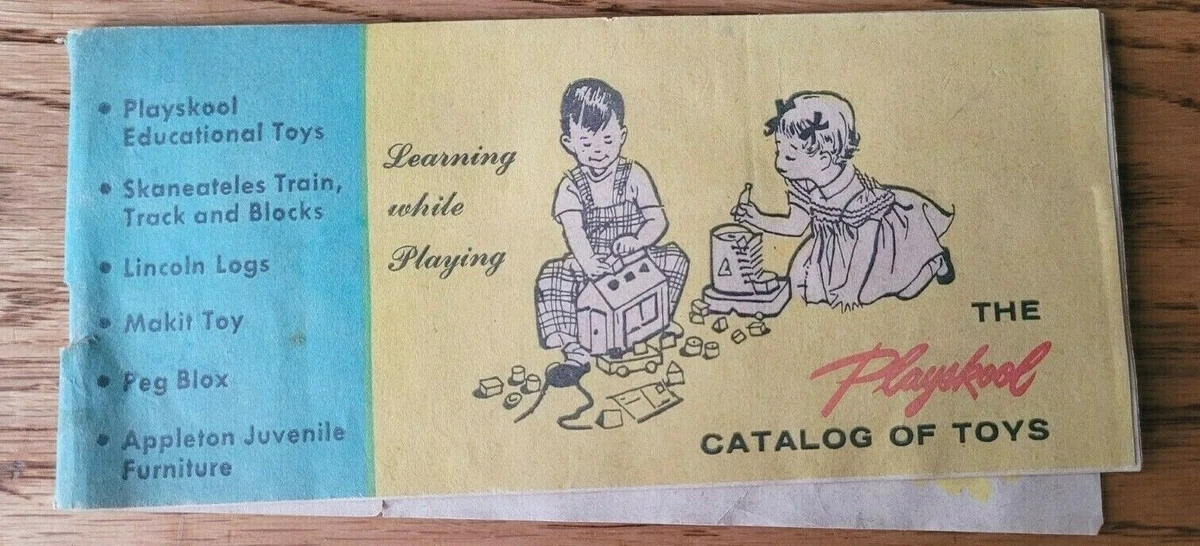 • Playskool
Educational Toys
• Skaneateles Train,
Track and Blocks
• Lincoln Logs
• Makit Toy
• Peg Blox
• Appleton Juvenile
Furniture
Learning
while
Playing
THE
Playskool
CATALOG OF TOYS